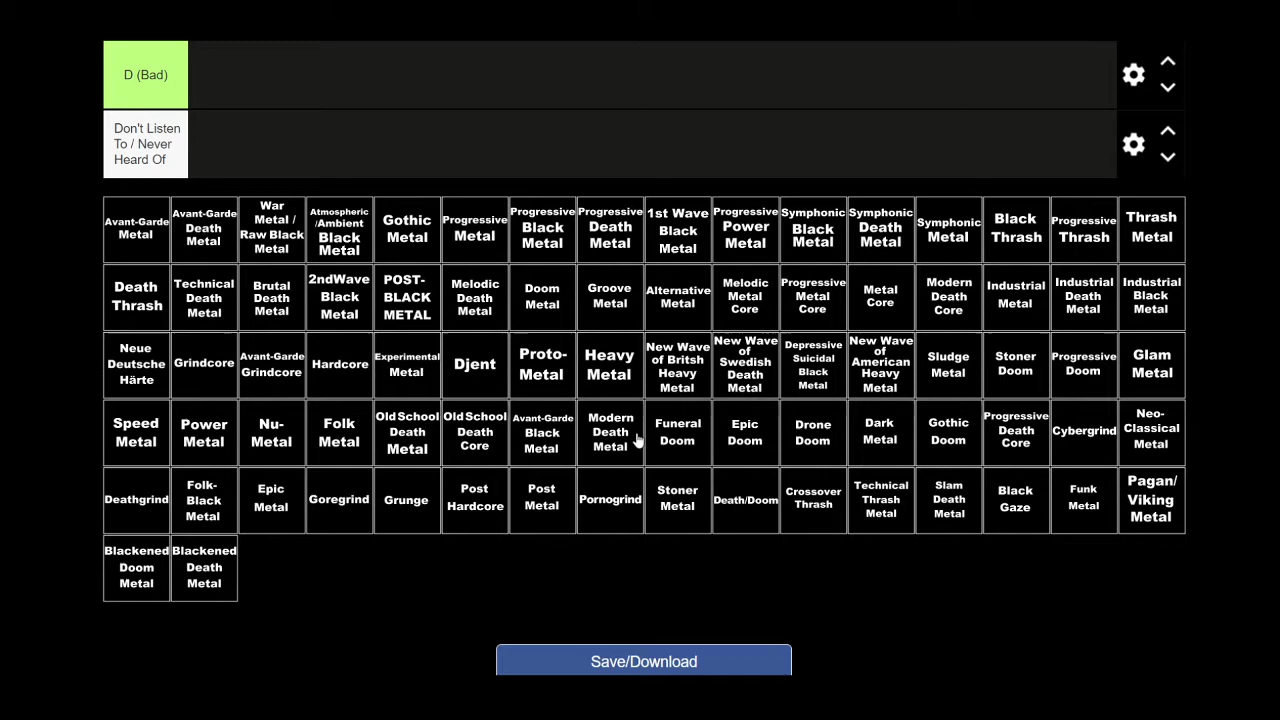 D (Bad)
Don't Listen
To / Never
Heard Of
Avant-Garde
Metal
Avant-Garde
Death
Metal
War
Metal /
Raw Black
Metal
Atmospheric
/Ambient
Black
Metal
Gothic
Metal
Progressive
Metal
Progressive
Black
Metal
Progressive
Death
Metal
1st Wave
Black
Metal
Progressive
Power
Metal
Symphonic
Black
Metal
Symphonic
Death
Metal
Symphonic
Metal
Black
Thrash
Progressive
Thrash
Thrash
Metal
Death
Thrash
Technical
Death
Metal
Brutal
Death
Metal
2ndWave
Black
Metal
POST-
BLACK
METAL
Melodic
Death
Metal
Doom
Metal
Groove
Metal
Alternative
Metal
Melodic
Metal
Core
Progressive
Metal
Core
Metal
Core
Modern
Death
Core
Industrial
Metal
Industrial
Death
Metal
Industrial
Black
Metal
Neue
Deutsche
Härte
Grindcore
Avant-Garde
Grindcore
Hardcore
Experimental
Metal
Djent
Proto-
Metal
Heavy
Metal
New Wave
of Britsh
Heavy
Metal
New Wave
of
Swedish
Death
Metal
Depressive
Suicidal
Black
Metal
New Wave
of
American
Heavy
Metal
Sludge
Metal
Stoner
Doom
Progressive
Doom
Glam
Metal
Speed
Metal
Power
Metal
Nu-
Metal
Folk
Metal
Old School
Death
Metal
Old School
Death
Core
Avant-Garde
Black
Metal
Modern
Death
Metal
Funeral
Doom
Epic
Doom
Drone
Doom
Dark
Metal
Gothic
Doom
Progressive
Death
Core
Cybergrind
Neo-
Classical
Metal
Deathgrind
Folk-
Black
Metal
Epic
Metal
Goregrind
Grunge
Post
Hardcore
Post
Metal
Pornogrind
Stoner
Metal
Death/Doom
Crossover
Thrash
Technical
Thrash
Metal
Slam
Death
Metal
Black
Gaze
Funk
Metal
Pagan/
Viking
Metal
Blackened
Doom
Metal
Blackened
Death
Metal
Save/Download